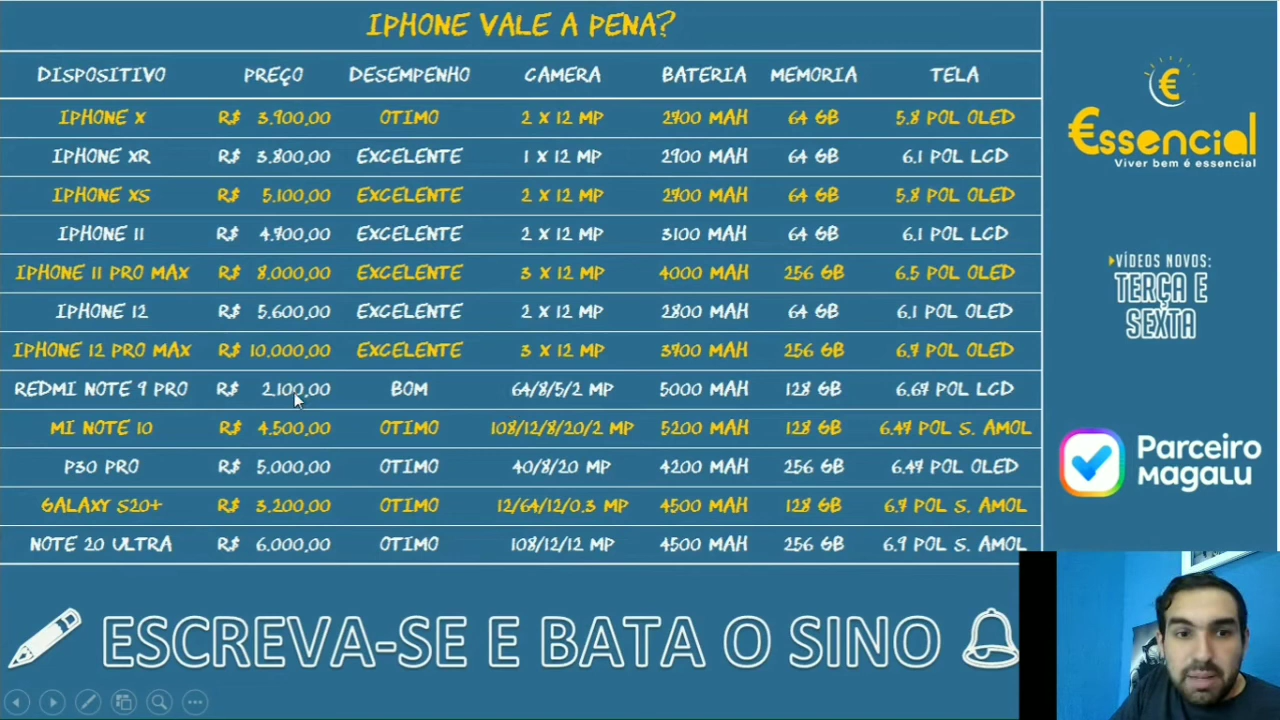 IPHONE VALE A PENA?
DISPOSITIVO PREÇO DESEMPENHO CAMERA BATERIA MEMORIA TELA
IPHONE X R$ 3.900,00 OTIMO 2 X 12 MP 2700 MAH 64 GB 5.8 POL OLED
IPHONE XR R$ 3.800,00 EXCELENTE 1 X 12 MP 2900 MAH 64 GB 6.1 POL LCD
IPHONE XS R$ 5.100,00 EXCELENTE 2 X 12 MP 2700 MAH 64 GB 5.8 POL OLED
IPHONE 11 R$ 4.700,00 EXCELENTE 2 X 12 MP 3100 MAH 64 GB 6.1 POL LCD
IPHONE 11 PRO MAX R$ 8.000,00 EXCELENTE 3 X 12 MP 4000 MAH 256 GB 6.5 POL OLED
IPHONE 12 R$ 5.600,00 EXCELENTE 2 X 12 MP 2800 MAH 64 GB 6.1 POL OLED
IPHONE 12 PRO MAX R$ 10.000,00 EXCELENTE 3 X 12 MP 3700 MAH 256 GB 6.7 POL OLED
REDMI NOTE 9 PRO R$ 2.100,00 BOM 64/8/5/2 MP 5000 MAH 128 GB 6.67 POL LCD
MI NOTE 10 R$ 4.500,00 OTIMO 108/12/8/20/2 MP 5200 MAH 128 GB 6.47 POL S. AMOL
P30 PRO R$ 5.000,00 OTIMO 40/8/20 MP 4200 MAH 256 GB 6.47 POL OLED
GALAXY S20+ R$ 3.200,00 OTIMO 12/64/12/0.3 MP 4500 MAH 128 GB 6.7 POL S. AMOL
NOTE 20 ULTRA R$ 6.000,00 OTIMO 108/12/12 MP 4500 MAH 256 GB 6.9 POL S. AMOL
ESCREVA-SE E BATA O SINO
€
€ssencial
Viver bem é essencial
VÍDEOS NOVOS:
TERÇA E
SEXTA
Parceiro
Magalu